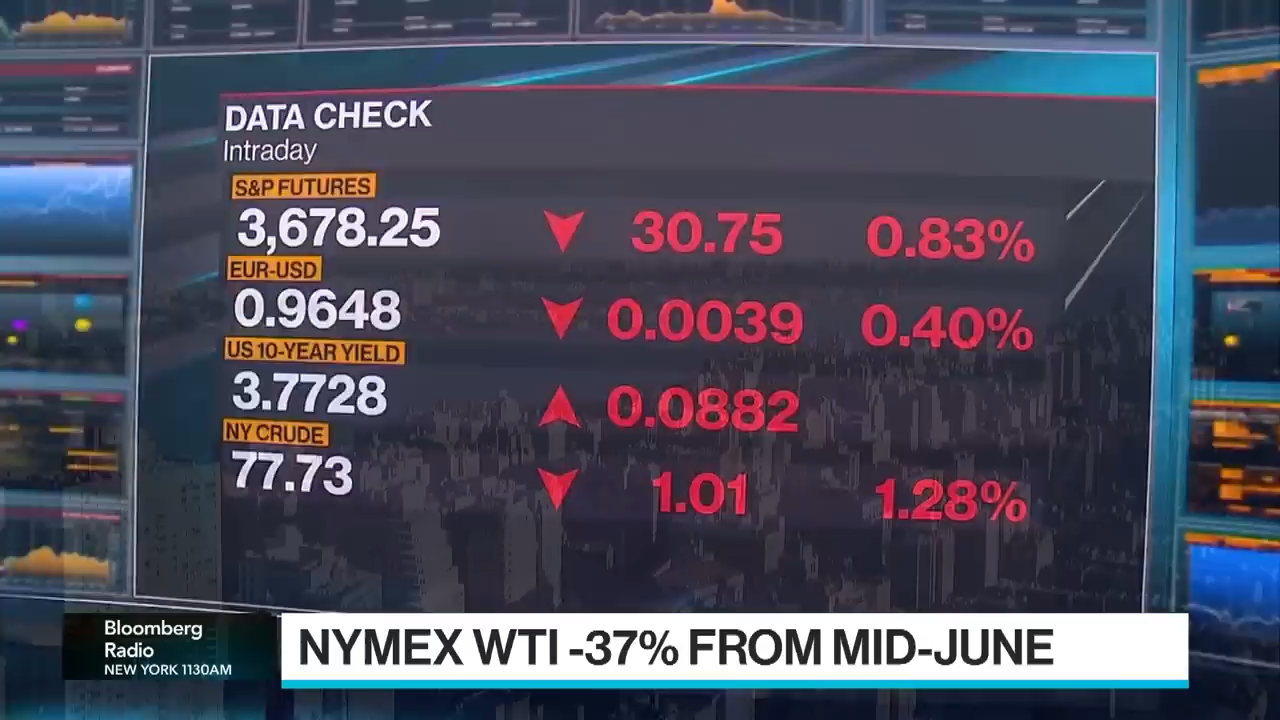 DATA CHECK
Intraday
S&P FUTURES
3,678.25 30.75 0.83%
EUR-USD
0.9648 0.0039 0.40%
US 10-YEAR YIELD
3.7728 0.0882
NY CRUDE
77.73 1.01 1.28%
Bloomberg
Radio
NEW YORK 1130AM
NYMEX WTI -37% FROM MID-JUNE